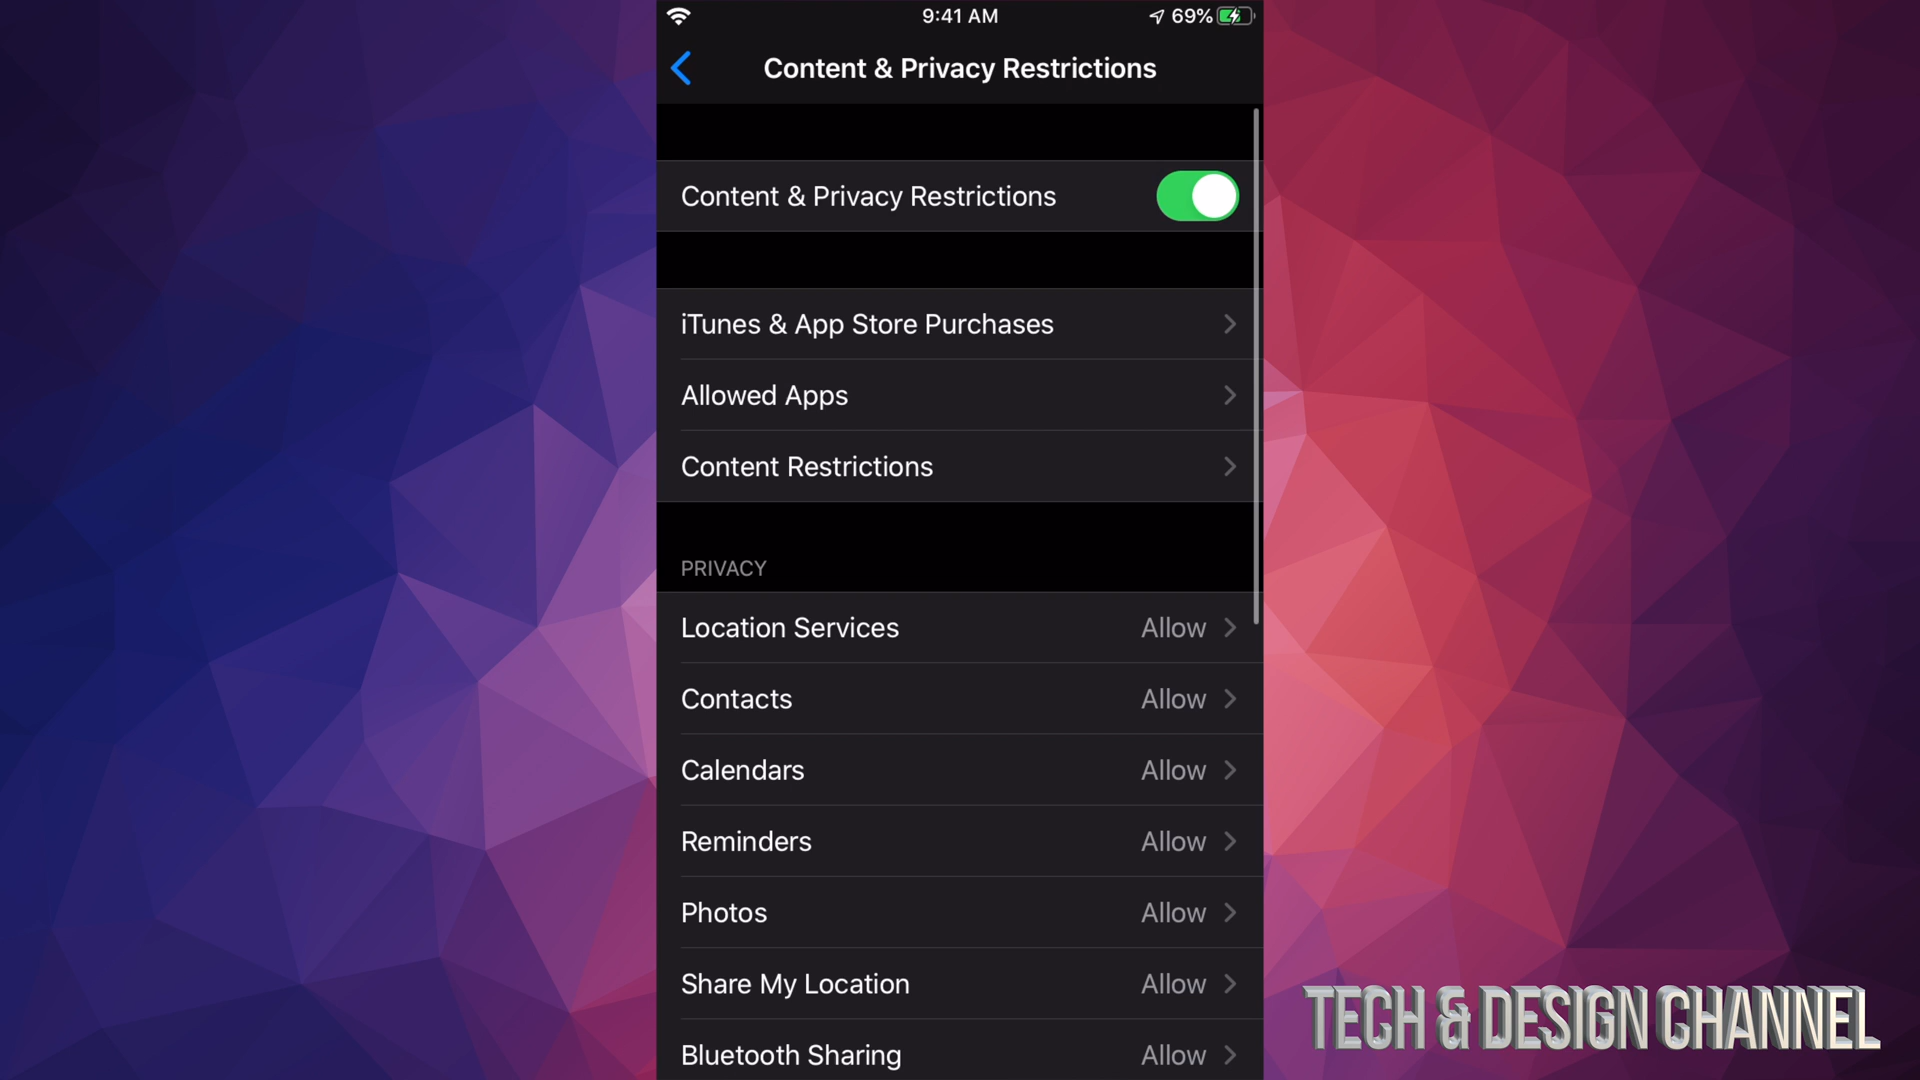 9:41 AM
69%
Content & Privacy Restrictions
Content & Privacy Restrictions
iTunes & App Store Purchases
Allowed Apps
Content Restrictions
PRIVACY
Location Services Allow
Contacts Allow
Calendars Allow
Reminders Allow
Photos Allow
Share My Location Allow
Bluetooth Sharing Allow
TECH & DESIGN CHANNEL